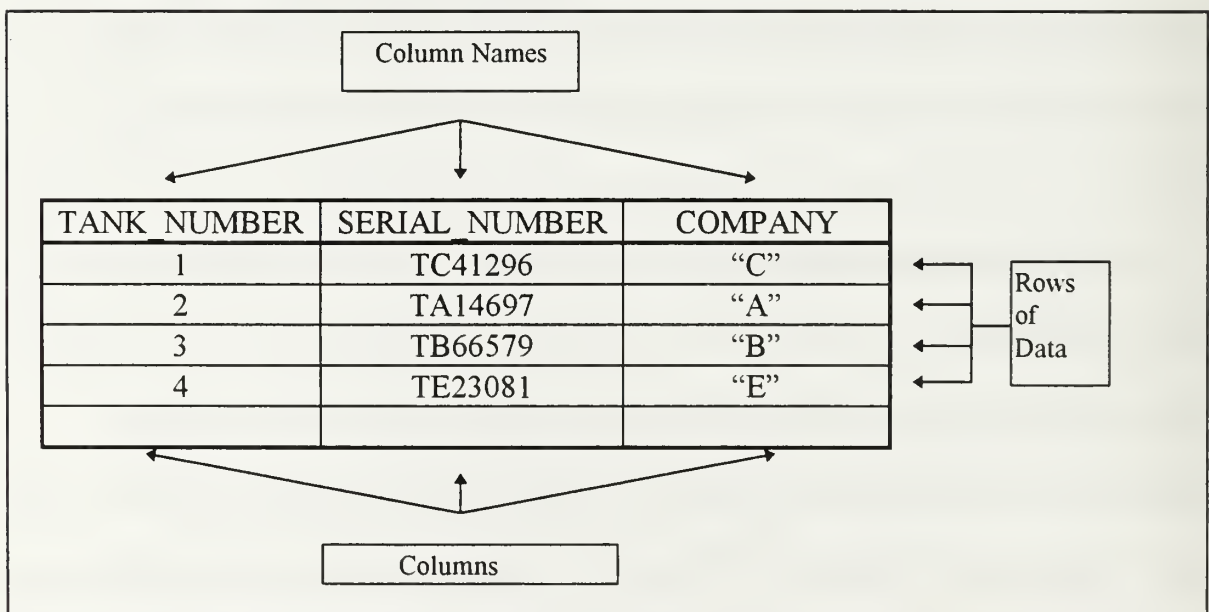 Column Names
TANK_NUMBER SERIAL_NUMBER COMPANY
1 TC41296 “C”
2 TA14697 “A”
3 TB66579 “B”
4 TE23081 “E”
Rows
of
Data
Columns